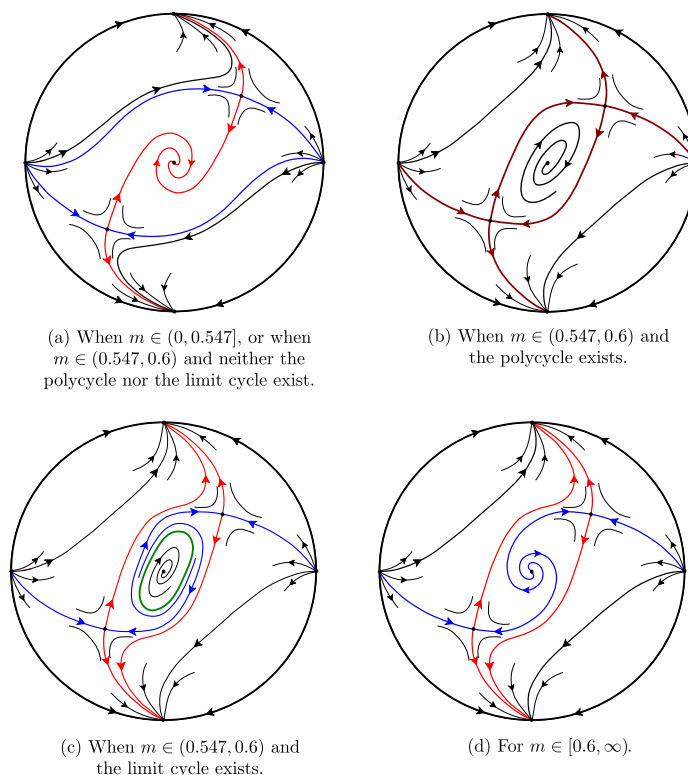 (a) When m ∈ (0, 0.547], or when
m ∈ (0.547, 0.6) and neither the
polycycle nor the limit cycle exist.
(b) When m ∈ (0.547, 0.6) and
the polycycle exists.
(c) When m ∈ (0.547, 0.6) and
the limit cycle exists.
(d) For m ∈ [0.6, ∞).